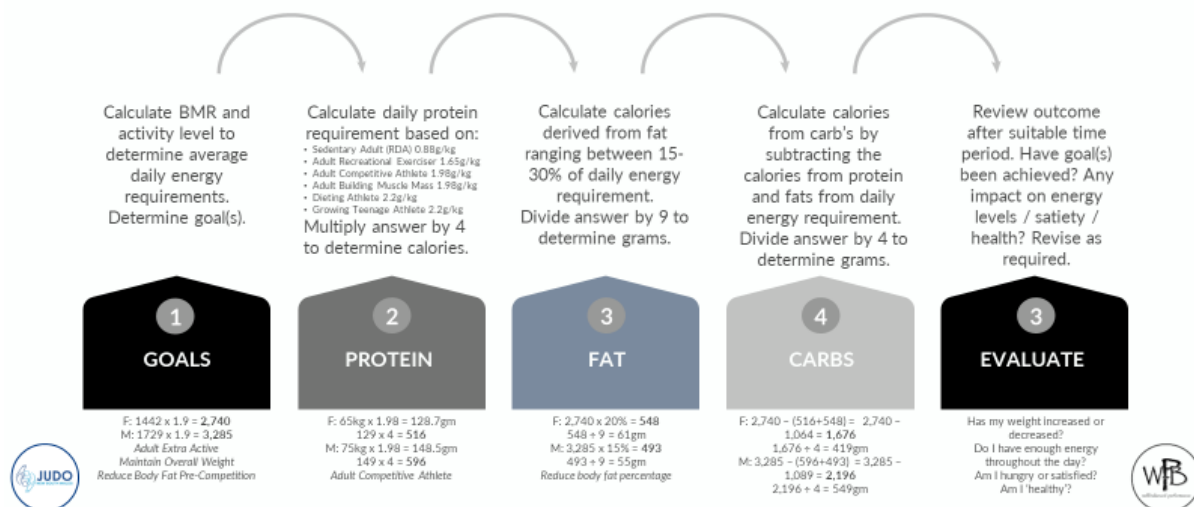 Calculate BMR and
activity level to
determine average
daily energy
requirements.
Determine goal(s).
Calculate daily protein
requirement based on:
• Sedentary Adult (RDA) 0.88g/kg
• Adult Recreational Exerciser 1.65g/kg
• Adult Competitive Athlete 1.98g/kg
• Adult Building Muscle Mass 1.98g/kg
• Dieting Athlete 2.2g/kg
• Growing Teenage Athlete 2.2g/kg
Multiply answer by 4
to determine calories.
Calculate calories
derived from fat
ranging between 15-
30% of daily energy
requirement.
Divide answer by 9 to
determine grams.
Calculate calories
from carb's by
subtracting the
calories from protein
and fats from daily
energy requirement.
Divide answer by 4 to
determine grams.
Review outcome
after suitable time
period. Have goal(s)
been achieved? Any
impact on energy
levels / satiety /
health? Revise as
required.
1
GOALS
2
PROTEIN
3
FAT
4
CARBS
3
EVALUATE
F: 1442 x 1.9 = 2,740
M: 1729 x 1.9 = 3,285
Adult Extra Active
Maintain Overall Weight
Reduce Body Fat Pre-Competition
F: 65kg x 1.98 = 128.7gm
129 x 4 = 516
M: 75kg x 1.98 = 148.5gm
149 x 4 = 596
Adult Competitive Athlete
F: 2,740 x 20% = 548
548 ÷ 9 = 61gm
M: 3,285 x 15% = 493
493 ÷ 9 = 55gm
Reduce body fat percentage
F: 2,740 – (516+548) = 2,740 –
1,064 = 1,676
1,676 ÷ 4 = 419gm
M: 3,285 – (596+493) = 3,285 –
1,089 = 2,196
2,196 ÷ 4 = 549gm
Has my weight increased or
decreased?
Do I have enough energy
throughout the day?
Am I hungry or satisfied?
Am I 'healthy'?
JUDO
WPB